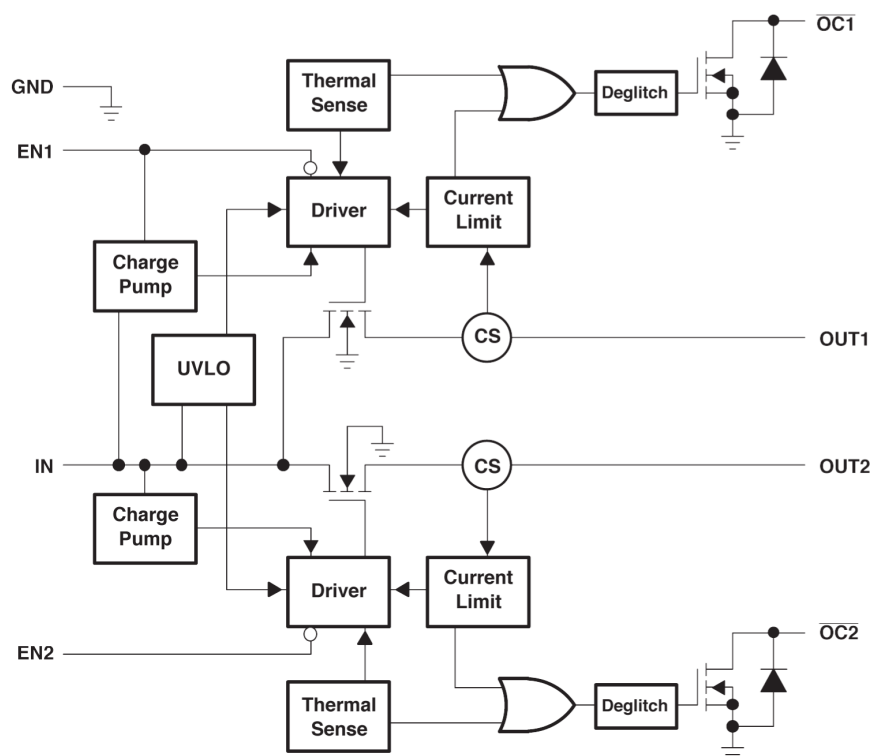 OC1
Thermal
Sense
Deglitch
GND
EN1
Driver
Current
Limit
Charge
Pump
CS
OUT1
UVLO
IN
CS
OUT2
Charge
Pump
Driver
Current
Limit
OC2
EN2
Thermal
Sense
Deglitch